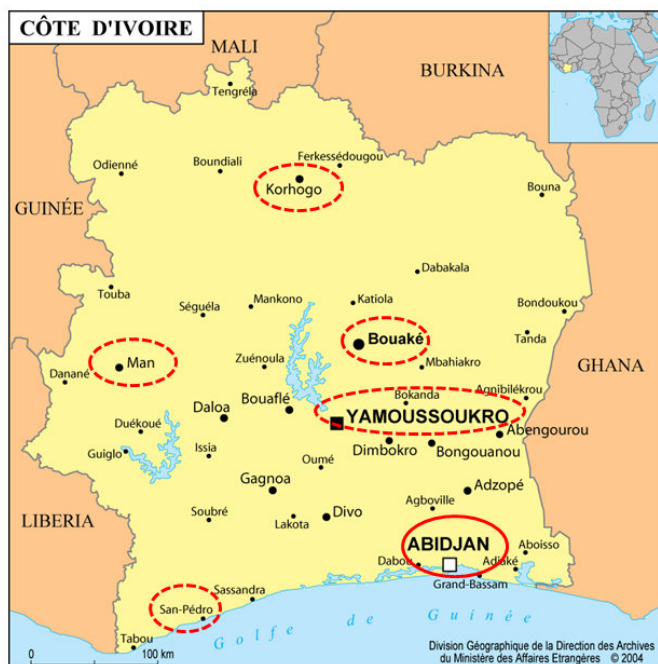 CÔTE D'IVOIRE
MALI
BURKINA
Tengréla
Ferkessédougou
Boundiali
Odienné
Korhogo
Bouna
GUINÉE
Dabakala
Touba
Mankono
Katiola
Séguéla
Bondoukou
Bouaké
Tanda
Man
Zuénoula
Mbahiakro
GHANA
Danané
Bokanda
Agnibilékrou
Bouaflé
Daloa
YAMOUSSOUKRO
Duékoué
Abengourou
Dimbokro
Bongouanou
Guiglo
Issia
Oumé
Gagnoa
Adzopé
Agboville
LIBERIA
Soubré
Lakota
Divo
ABIDJAN
Aboisso
Dabou
Adiaké
Grand-Bassam
Sassandra
San-Pédro
Golfe de Guinée
Tabou
0 100 km
Division Géographique de la Direction des Archives
du Ministère des Affaires Etrangères © 2004